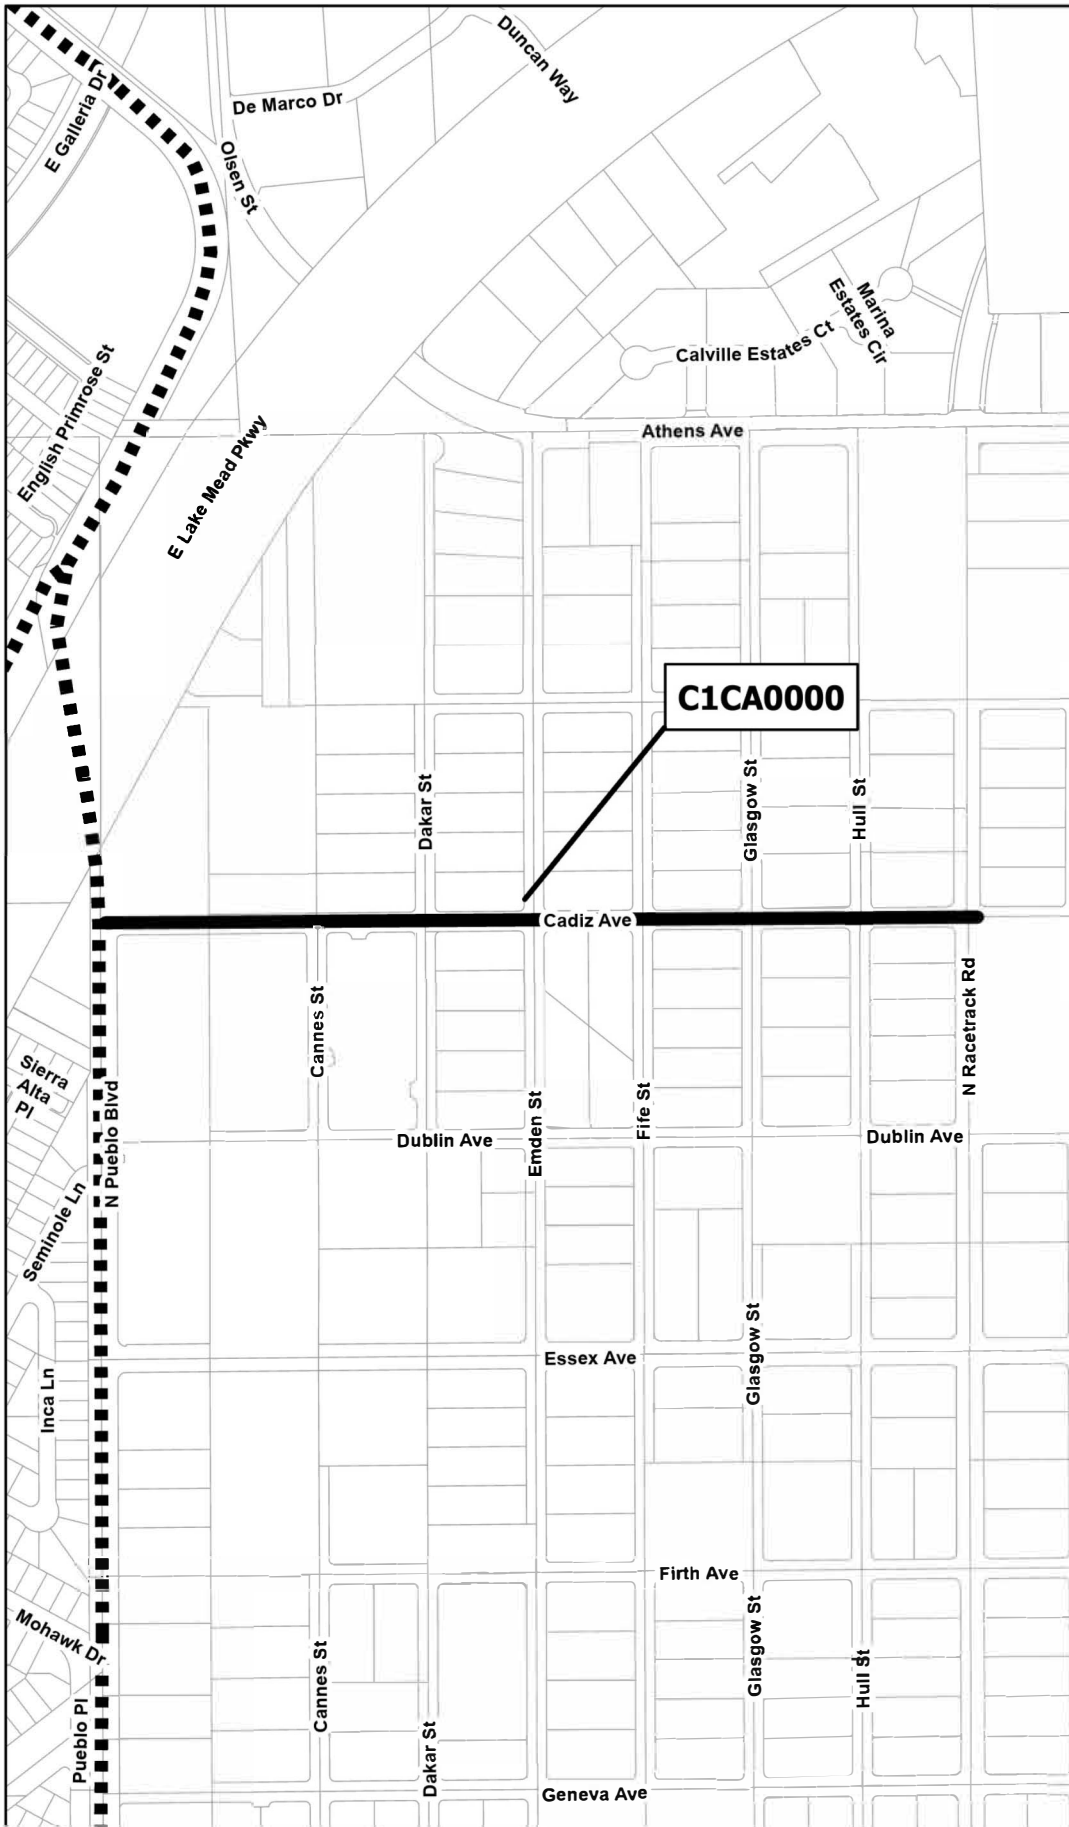 Duncan Way
De Marco Dr
E Galleria Dr
Olsen St
Marina
Estates Cir
Calville Estates Ct
English Primrose St
Athens Ave
E Lake Mead Pkwy
C1CA0000
Dakar St
Glasgow St
Hull St
Cadiz Ave
Cannes St
N Racetrack Rd
Sierra
Alta
Pl
N Pueblo Blvd
Emden St
Fife St
Dublin Ave
Dublin Ave
Seminole Ln
Essex Ave
Glasgow St
Inca Ln
Firth Ave
Mohawk Dr
Glasgow St
Cannes St
Hull St
Pueblo Pl
Dakar St
Geneva Ave